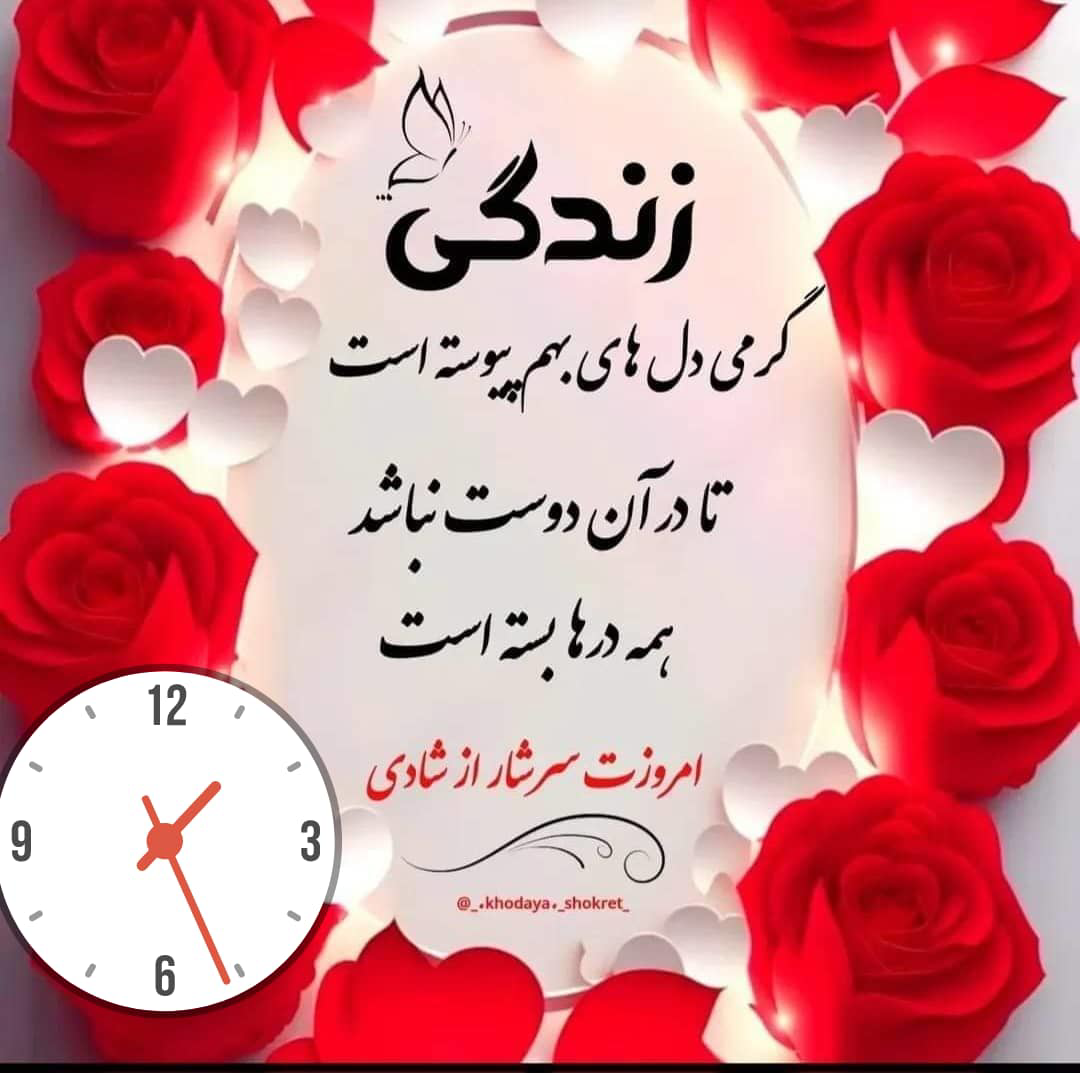 زندگی
گرمی دل های بهم پیوسته است
تا در آن دوست نباشد
همه درها بسته است
امروزت سرشار از شادی
@_،khodaya،_shokret_
12
9
3
6